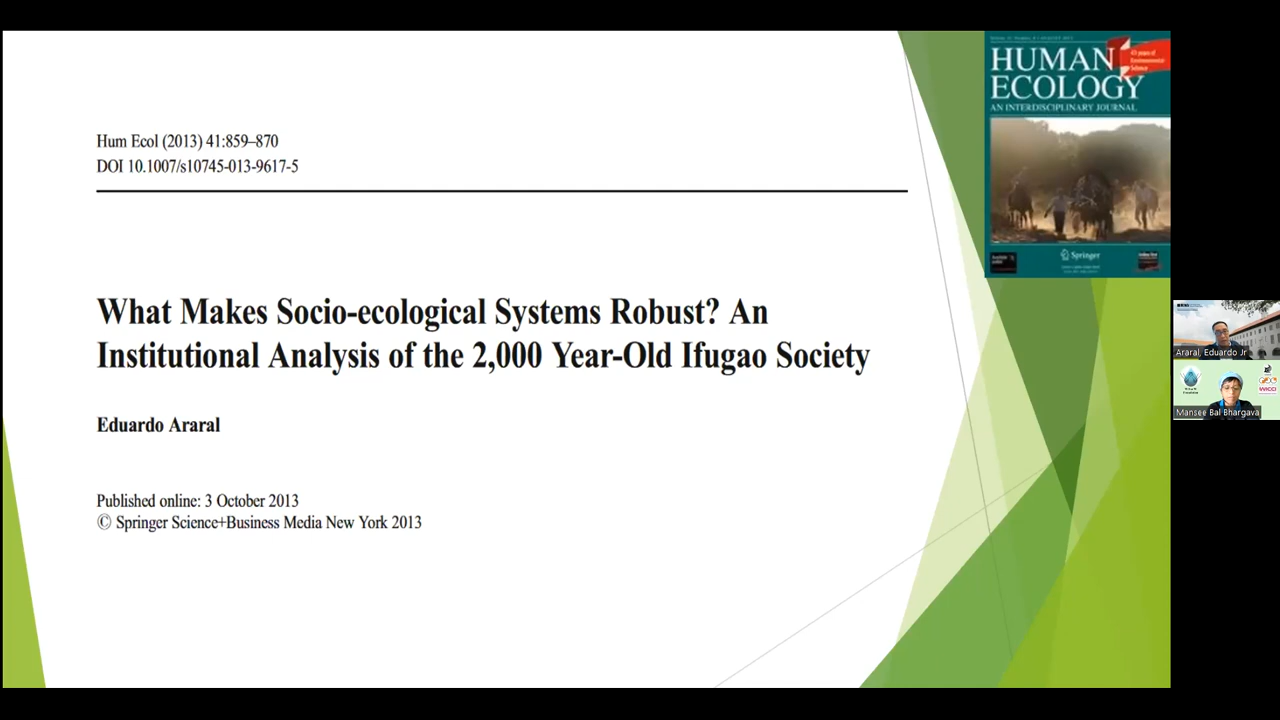 Hum Ecol (2013) 41:859–870
DOI 10.1007/s10745-013-9617-5
What Makes Socio-ecological Systems Robust? An
Institutional Analysis of the 2,000 Year-Old Ifugao Society
Eduardo Araral
Published online: 3 October 2013
© Springer Science+Business Media New York 2013
HUMAN
ECOLOGY
AN INTERDISCIPLINARY JOURNAL
Springer
Araral, Eduardo Jr
WICCI
Mansee Bal Bhargava